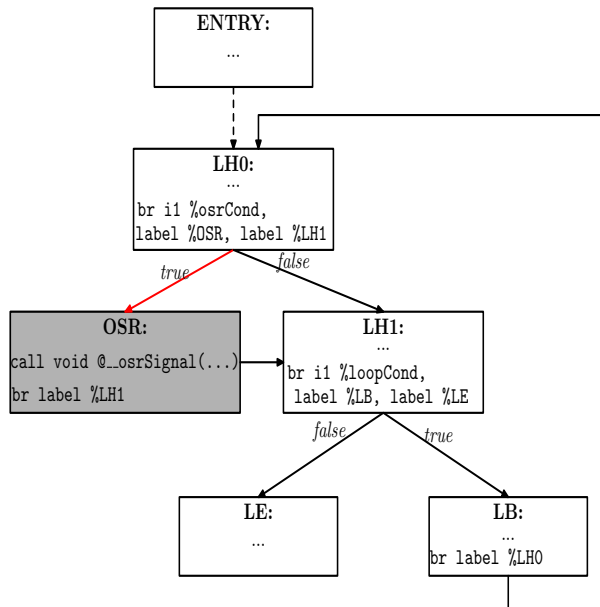 ENTRY:
...
LH0:
...
br i1 %osrCond,
label %OSR, label %LH1
true
false
OSR:
call void @__osrSignal(...)
br label %LH1
LH1:
...
br i1 %loopCond,
label %LB, label %LE
false
true
LE:
...
LB:
...
br label %LH0